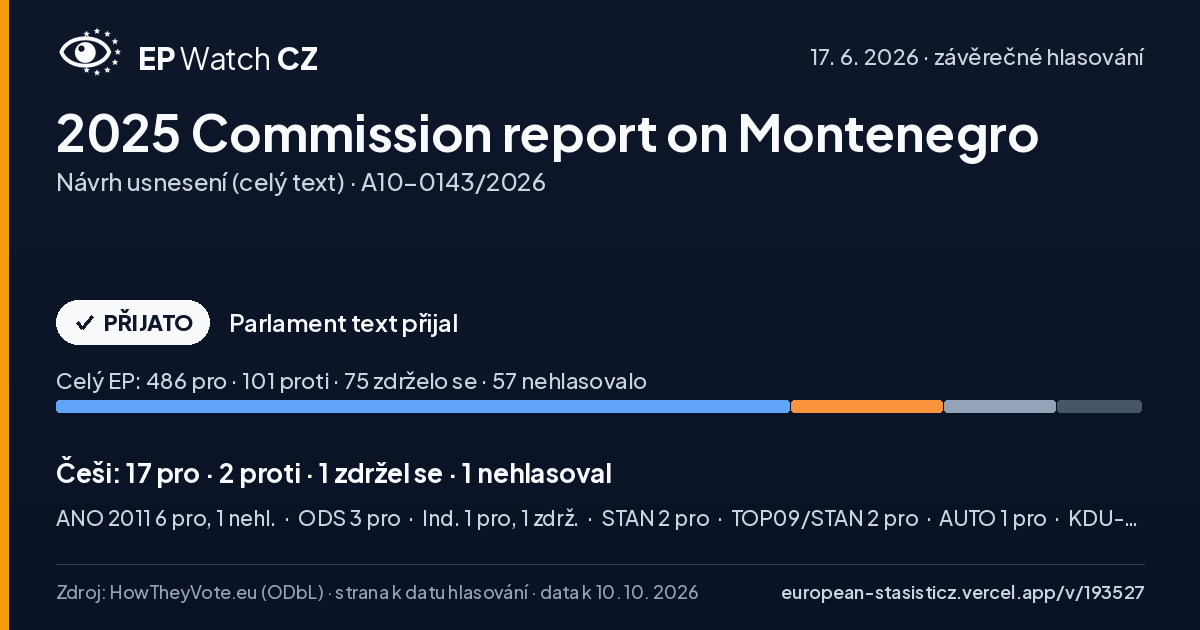 EP Watch CZ
17. 6. 2026 · závěrečné hlasování
2025 Commission report on Montenegro
Návrh usnesení (celý text) · A10-0143/2026
✓ PŘIJATO
Parlament text přijal
Celý EP: 486 pro · 101 proti · 75 zdrželo se · 57 nehlasovalo
Češi: 17 pro · 2 proti · 1 zdržel se · 1 nehlasoval
ANO 2011 6 pro, 1 nehl. · ODS 3 pro · Ind. 1 pro, 1 zdrž. · STAN 2 pro · TOP09/STAN 2 pro · AUTO 1 pro · KDU-…
Zdroj: HowTheyVote.eu (ODbL) · strana k datu hlasování · data k 10. 10. 2026
european-stasisticz.vercel.app/v/193527